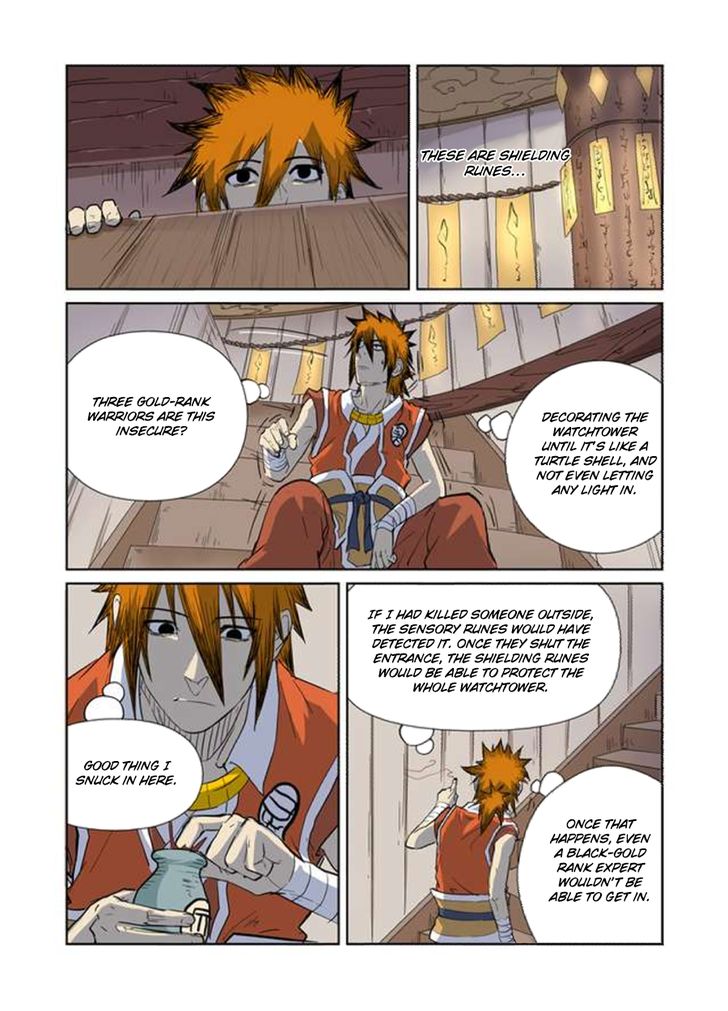 THESE ARE SHIELDING
RUNES...
THREE GOLD-RANK
WARRIORS ARE THIS
INSECURE?
DECORATING THE
WATCHTOWER
UNTIL IT'S LIKE A
TURTLE SHELL, AND
NOT EVEN LETTING
ANY LIGHT IN.
GOOD THING I
SNUCK IN HERE.
IF I HAD KILLED SOMEONE OUTSIDE,
THE SENSORY RUNES WOULD HAVE
DETECTED IT. ONCE THEY SHUT THE
ENTRANCE, THE SHIELDING RUNES
WOULD BE ABLE TO PROTECT THE
WHOLE WATCHTOWER.
ONCE THAT
HAPPENS, EVEN
A BLACK-GOLD
RANK EXPERT
WOULDN'T BE
ABLE TO GET IN.